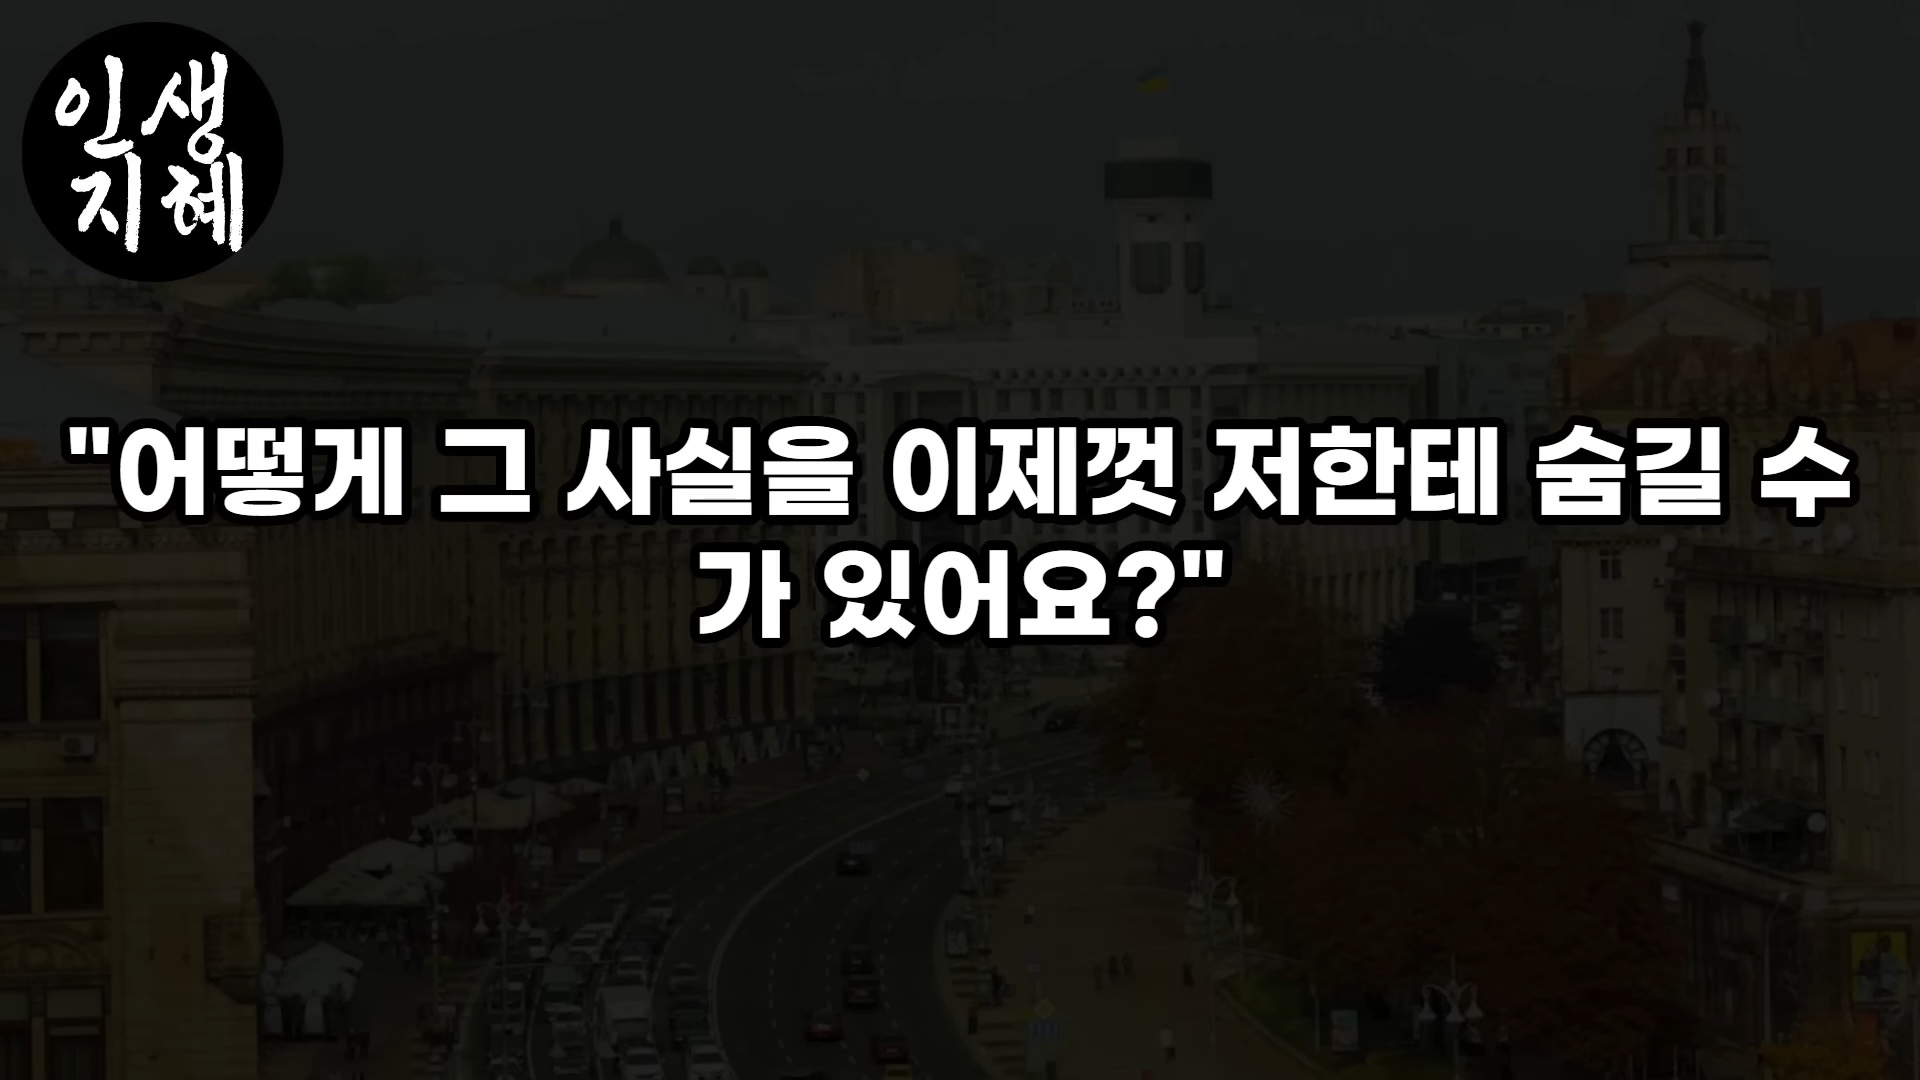 인생
지혜
"어떻게 그 사실을 이제껏 저한테 숨길 수
가 있어요?"